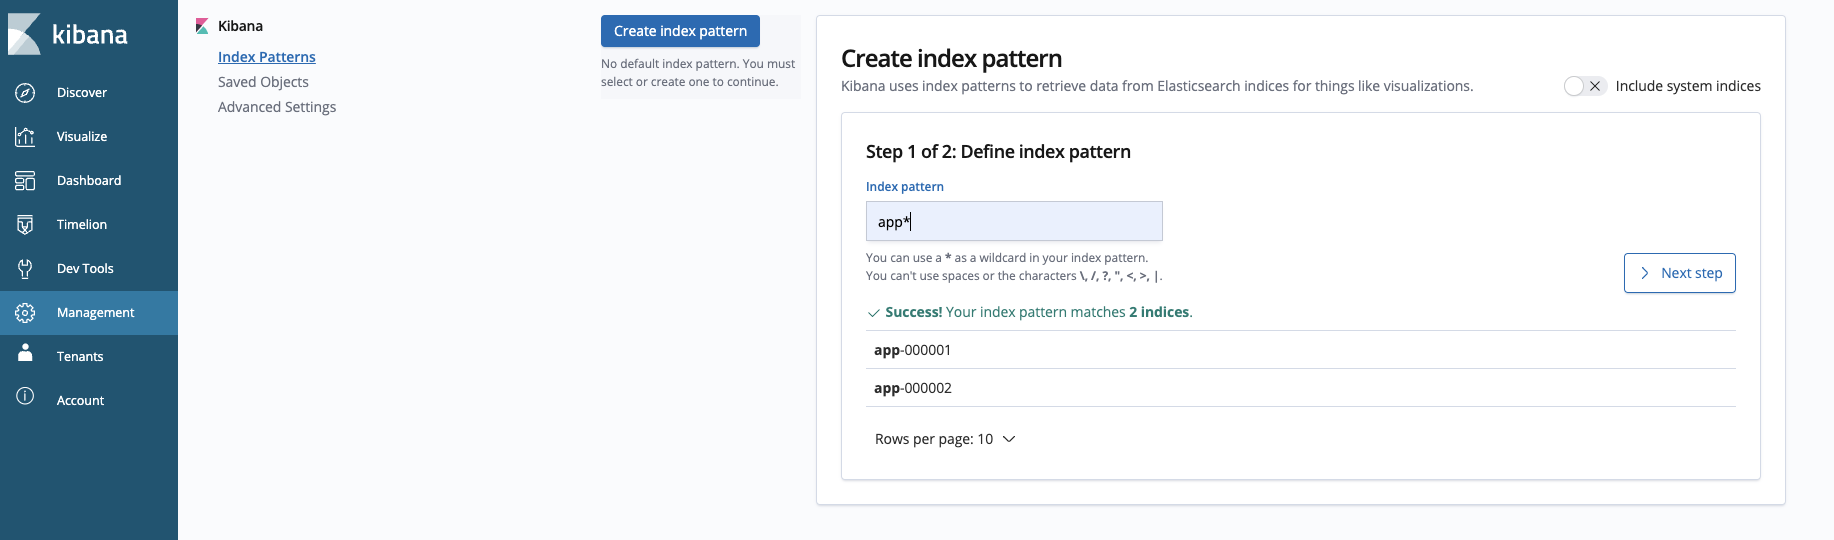 kibana
Discover
Visualize
Dashboard
Timelion
Dev Tools
Management
Tenants
Account
Kibana
Index Patterns
Saved Objects
Advanced Settings
Create index pattern
No default index pattern. You must
select or create one to continue.
Create index pattern
Kibana uses index patterns to retrieve data from Elasticsearch indices for things like visualizations.
Include system indices
Step 1 of 2: Define index pattern
Index pattern
app*
You can use a * as a wildcard in your index pattern.
You can't use spaces or the characters \, /, ?, ", <, >, |.
Next step
Success! Your index pattern matches 2 indices.
app-000001
app-000002
Rows per page: 10